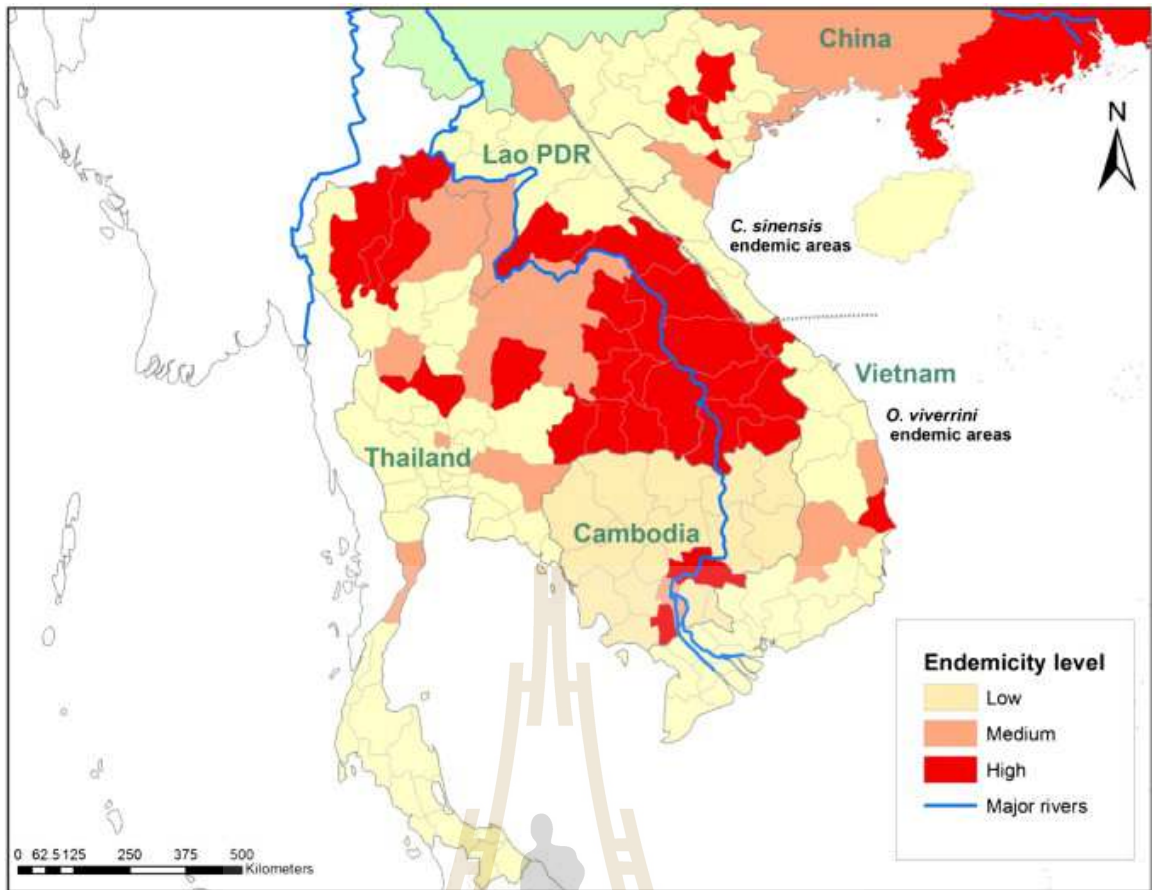 China
N
Lao PDR
C. sinensis
endemic areas
Vietnam
O. viverrini
endemic areas
Thailand
Cambodia
Endemicity level
Low
Medium
High
Major rivers
0 62.5 125 250 375 500
Kilometers